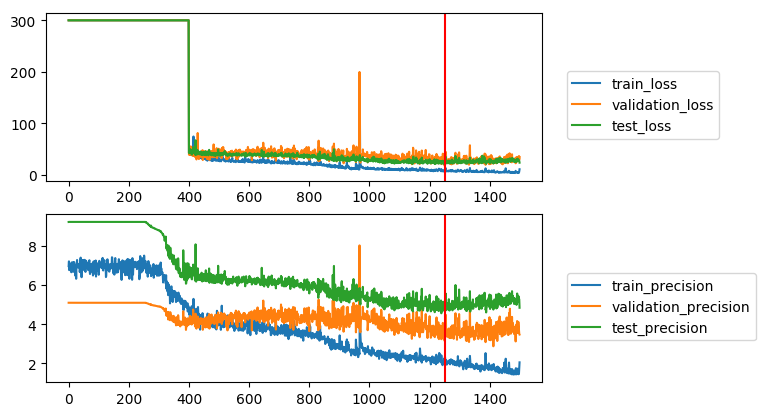 300
200
100
0
0 200 400 600 800 1000 1200 1400
train_loss
validation_loss
test_loss
8
6
4
2
0 200 400 600 800 1000 1200 1400
train_precision
validation_precision
test_precision